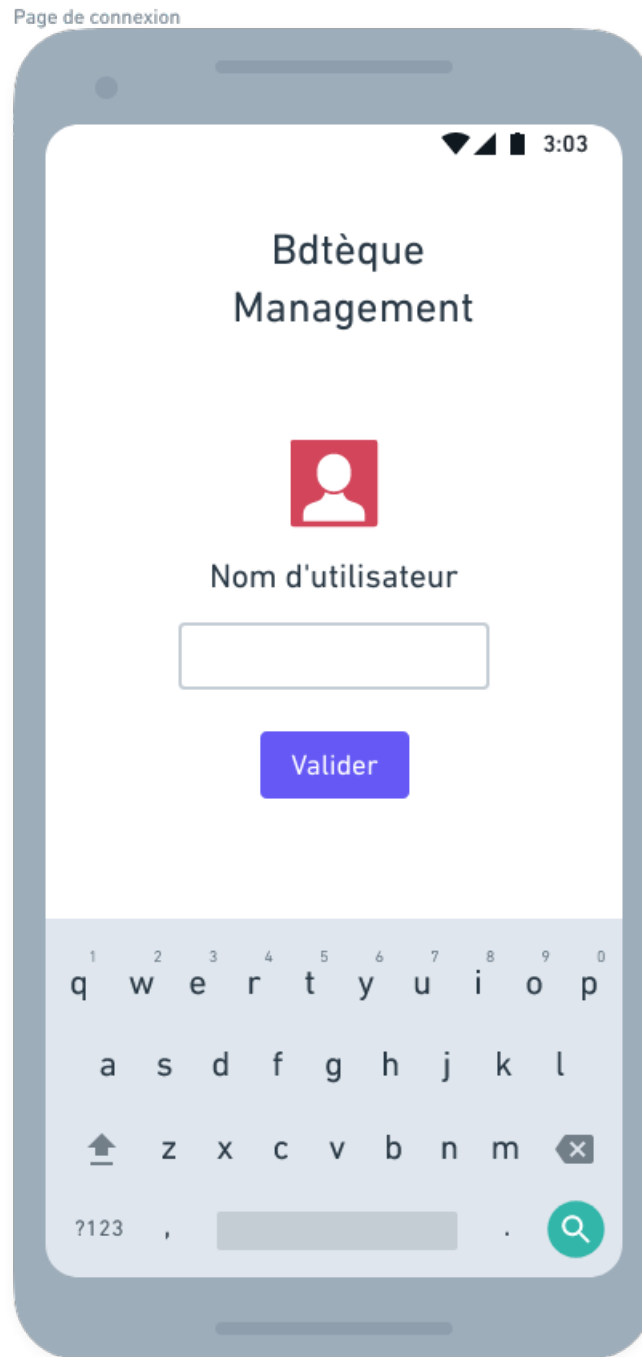 Page de connexion
3:03
Bdtèque
Management
Nom d'utilisateur
Valider
1 2 3 4 5 6 7 8 9 0
q w e r t y u i o p
a s d f g h j k l
z x c v b n m
?123 , .